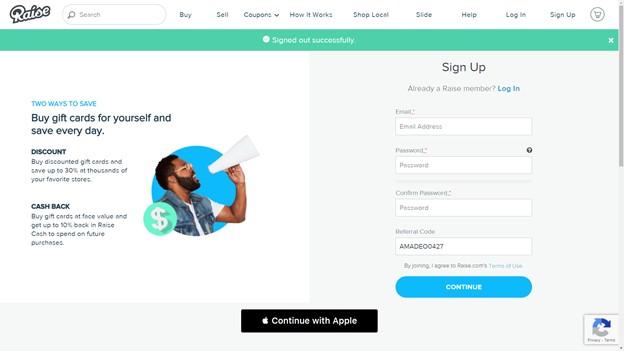 Raise
Search
Buy
Sell
Coupons
How It Works
Shop Local
Slide
Help
Log In
Sign Up
Signed out successfully.
×
TWO WAYS TO SAVE
Buy gift cards for yourself and
save every day.
DISCOUNT
Buy discounted gift cards and
save up to 30% at thousands of
your favorite stores.
CASH BACK
Buy gift cards at face value and
get up to 10% back in Raise
Cash to spend on future
purchases.
$
Sign Up
Already a Raise member? Log In
Email *
Email Address
Password *
?
Password
Confirm Password *
Password
Referral Code
AMADEO0427
By joining, I agree to Raise.com's Terms of Use
CONTINUE
Continue with Apple
Privacy - Terms